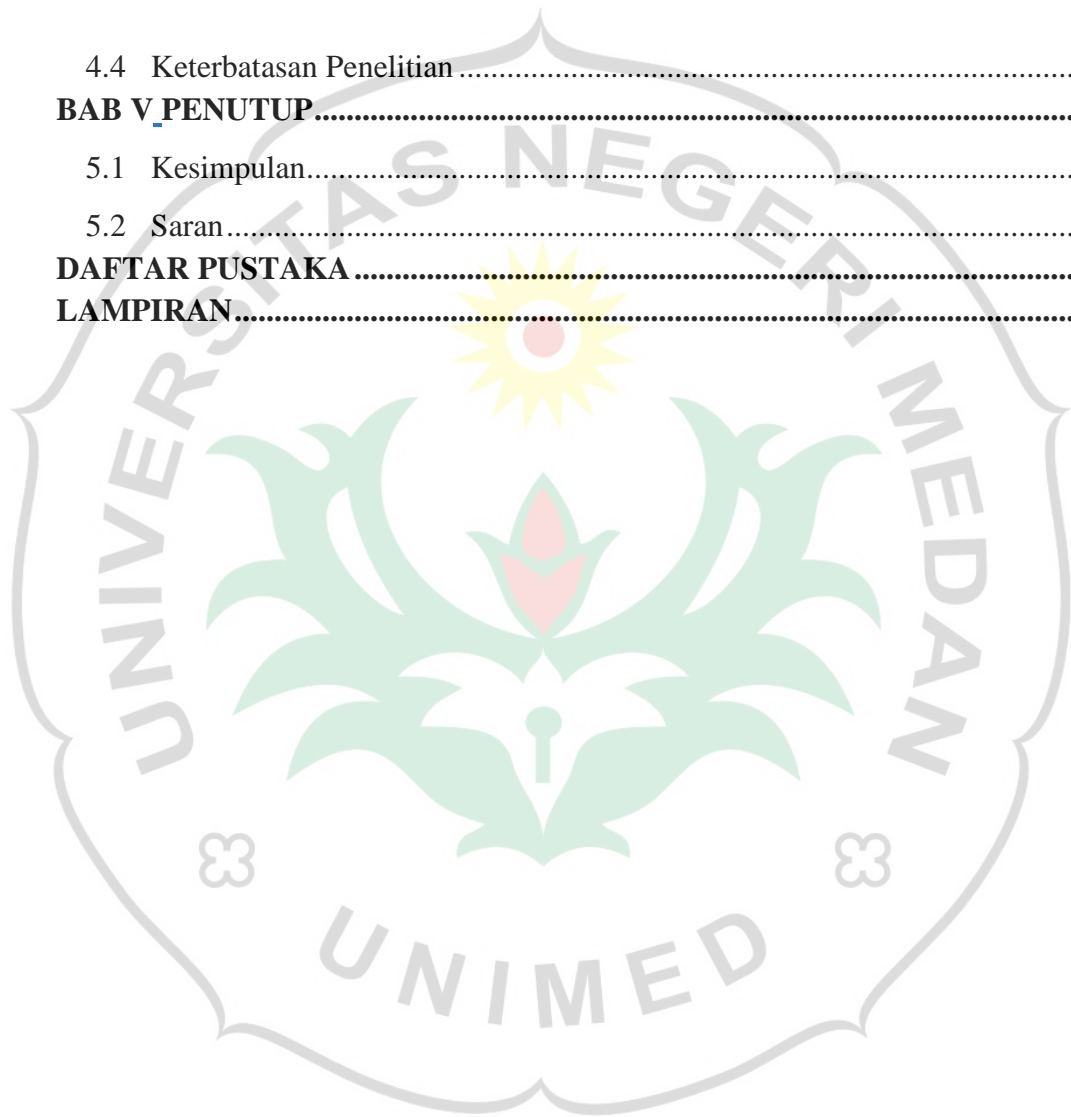 4.4 Keterbatasan Penelitian ........................................................................
BAB V PENUTUP ........................................................................
5.1 Kesimpulan ........................................................................
5.2 Saran ........................................................................
DAFTAR PUSTAKA ........................................................................
LAMPIRAN ........................................................................
UNIVERSITAS NEGERI MEDAN
UNIMED